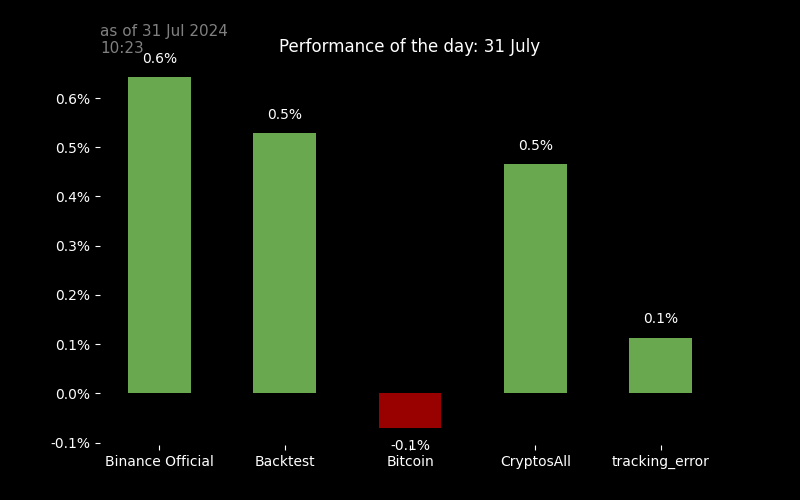 as of 31 Jul 2024
10:23
Performance of the day: 31 July
0.6%
0.5%
-0.1%
0.5%
0.1%
0.6%
0.5%
0.4%
0.3%
0.2%
0.1%
0.0%
-0.1%
Binance Official
Backtest
Bitcoin
CryptosAll
tracking_error